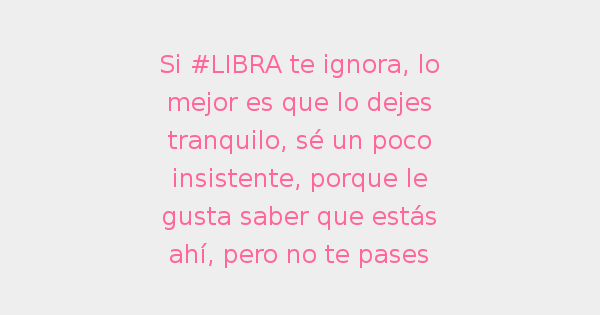 Si #LIBRA te ignora, lo
mejor es que lo dejes
tranquilo, sé un poco
insistente, porque le
gusta saber que estás
ahí, pero no te pases